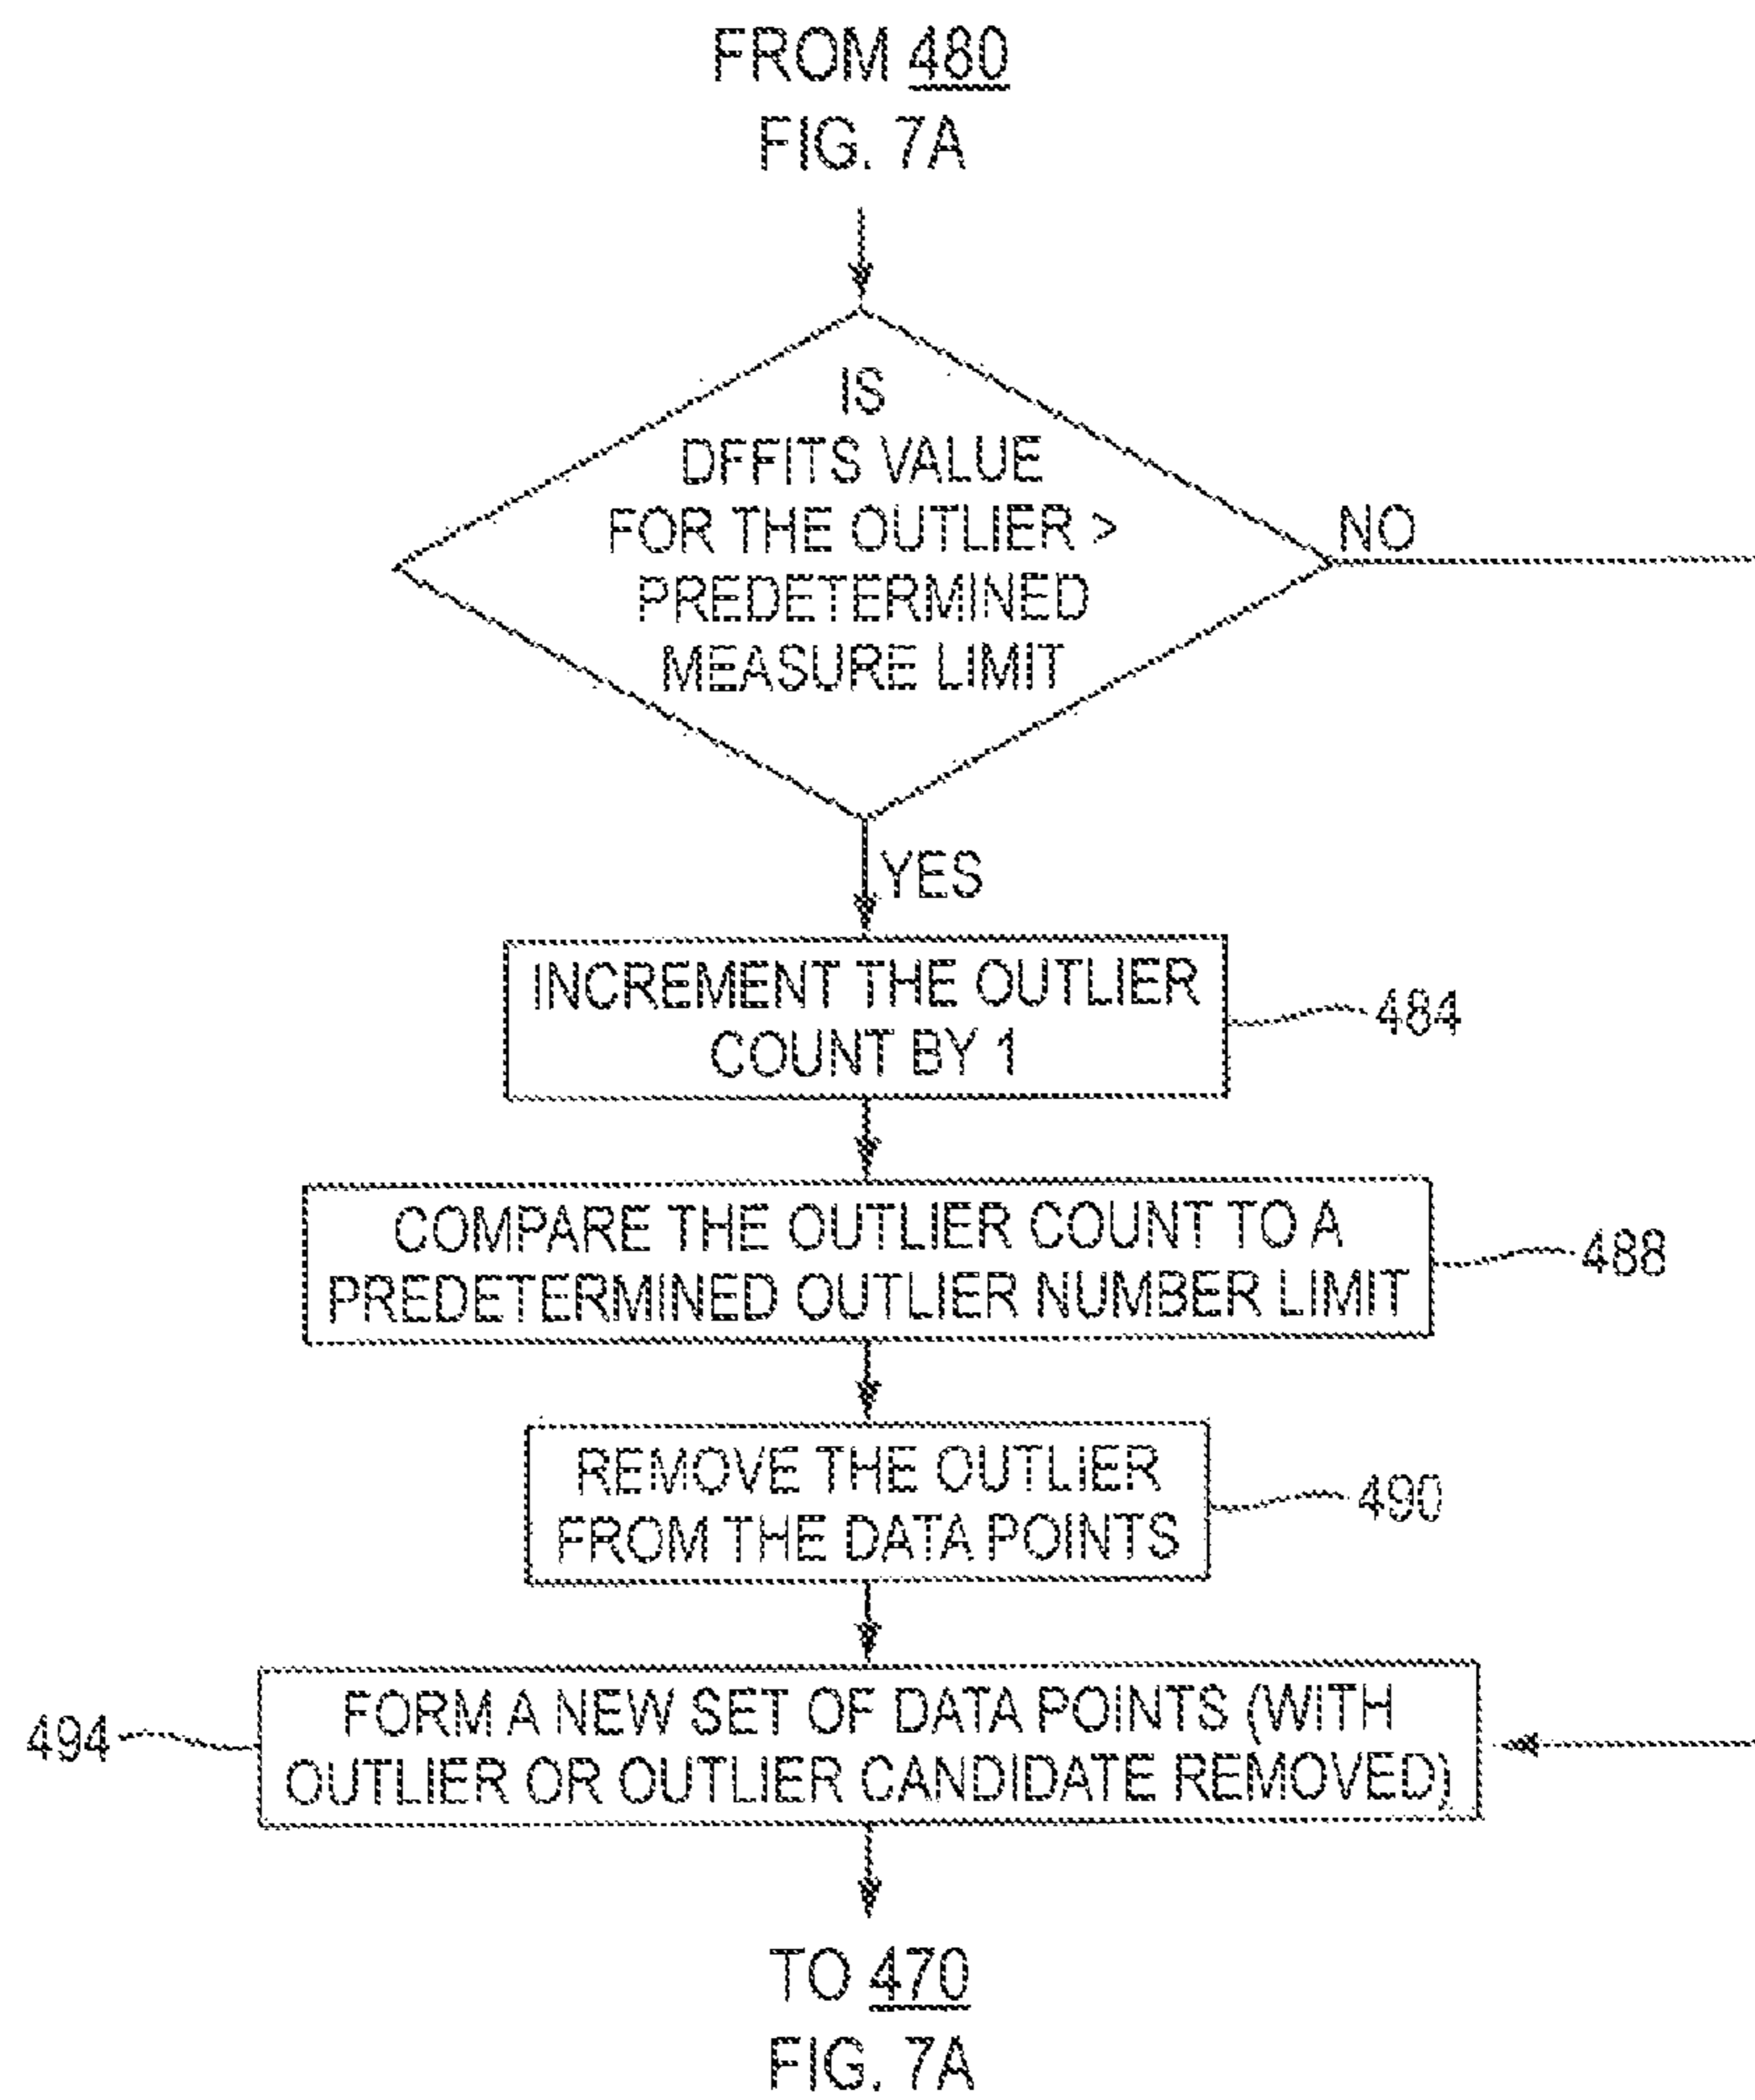 FROM 480
FIG. 7A
IS
DFFITS VALUE
FOR THE OUTLIER >
PREDETERMINED
MEASURE LIMIT
NO
YES
INCREMENT THE OUTLIER
COUNT BY 1
484
COMPARE THE OUTLIER COUNT TO A
PREDETERMINED OUTLIER NUMBER LIMIT
488
REMOVE THE OUTLIER
FROM THE DATA POINTS
490
494
FORM A NEW SET OF DATA POINTS (WITH
OUTLIER OR OUTLIER CANDIDATE REMOVED)
TO 470
FIG. 7A